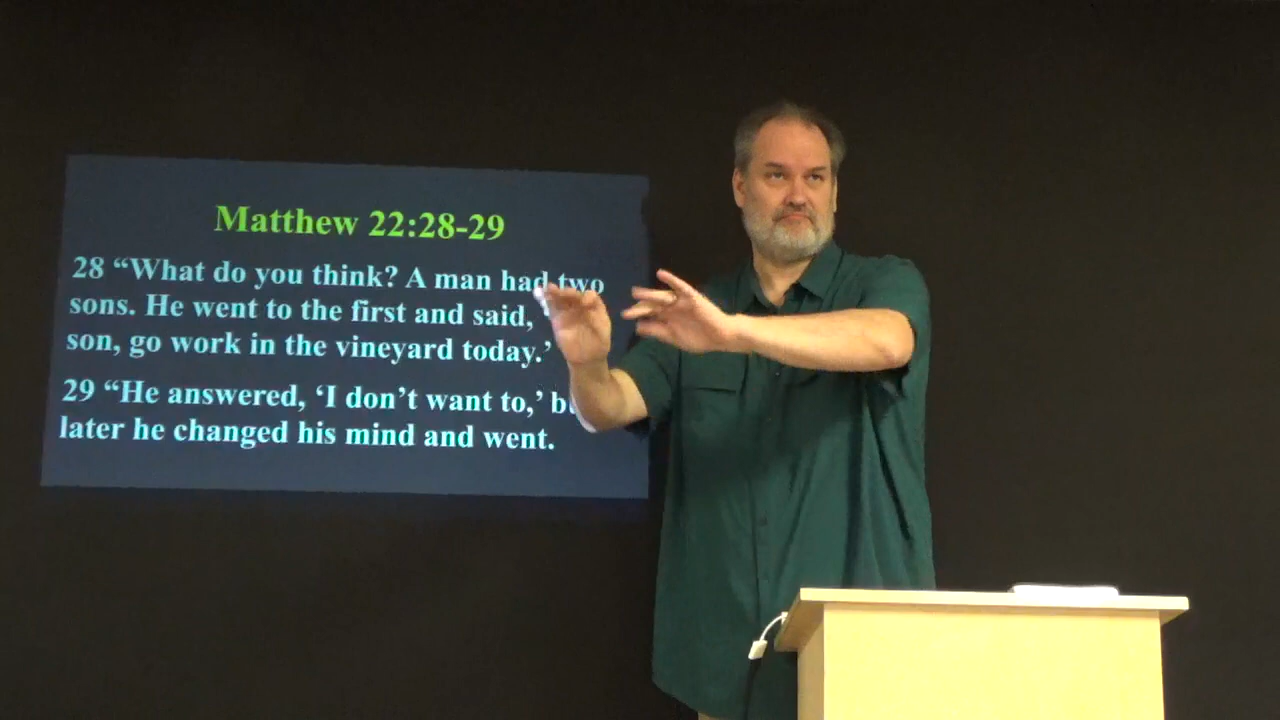 Matthew 22:28-29
28 “What do you think? A man had two
sons. He went to the first and said,
son, go work in the vineyard today.’
29 “He answered, ‘I don’t want to,’
later he changed his mind and went.